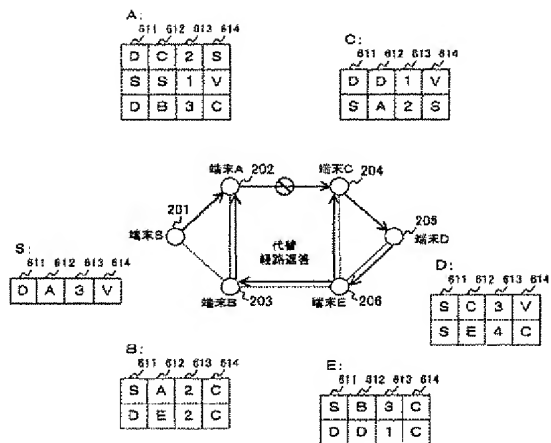 A:
611 612 613 614
D C 2 S
S S 1 V
D B 3 C
C:
611 612 613 614
D D 1 V
S A 2 S
端末A 202
端末C 204
201
端末S
205
端末D
代替
経路返答
端末B 203
端末E 206
S:
611 612 613 614
D A 3 V
D:
611 612 613 614
S C 3 V
S E 4 C
B:
611 612 613 614
S A 2 C
D E 2 C
E:
611 612 613 614
S B 3 C
D D 1 C